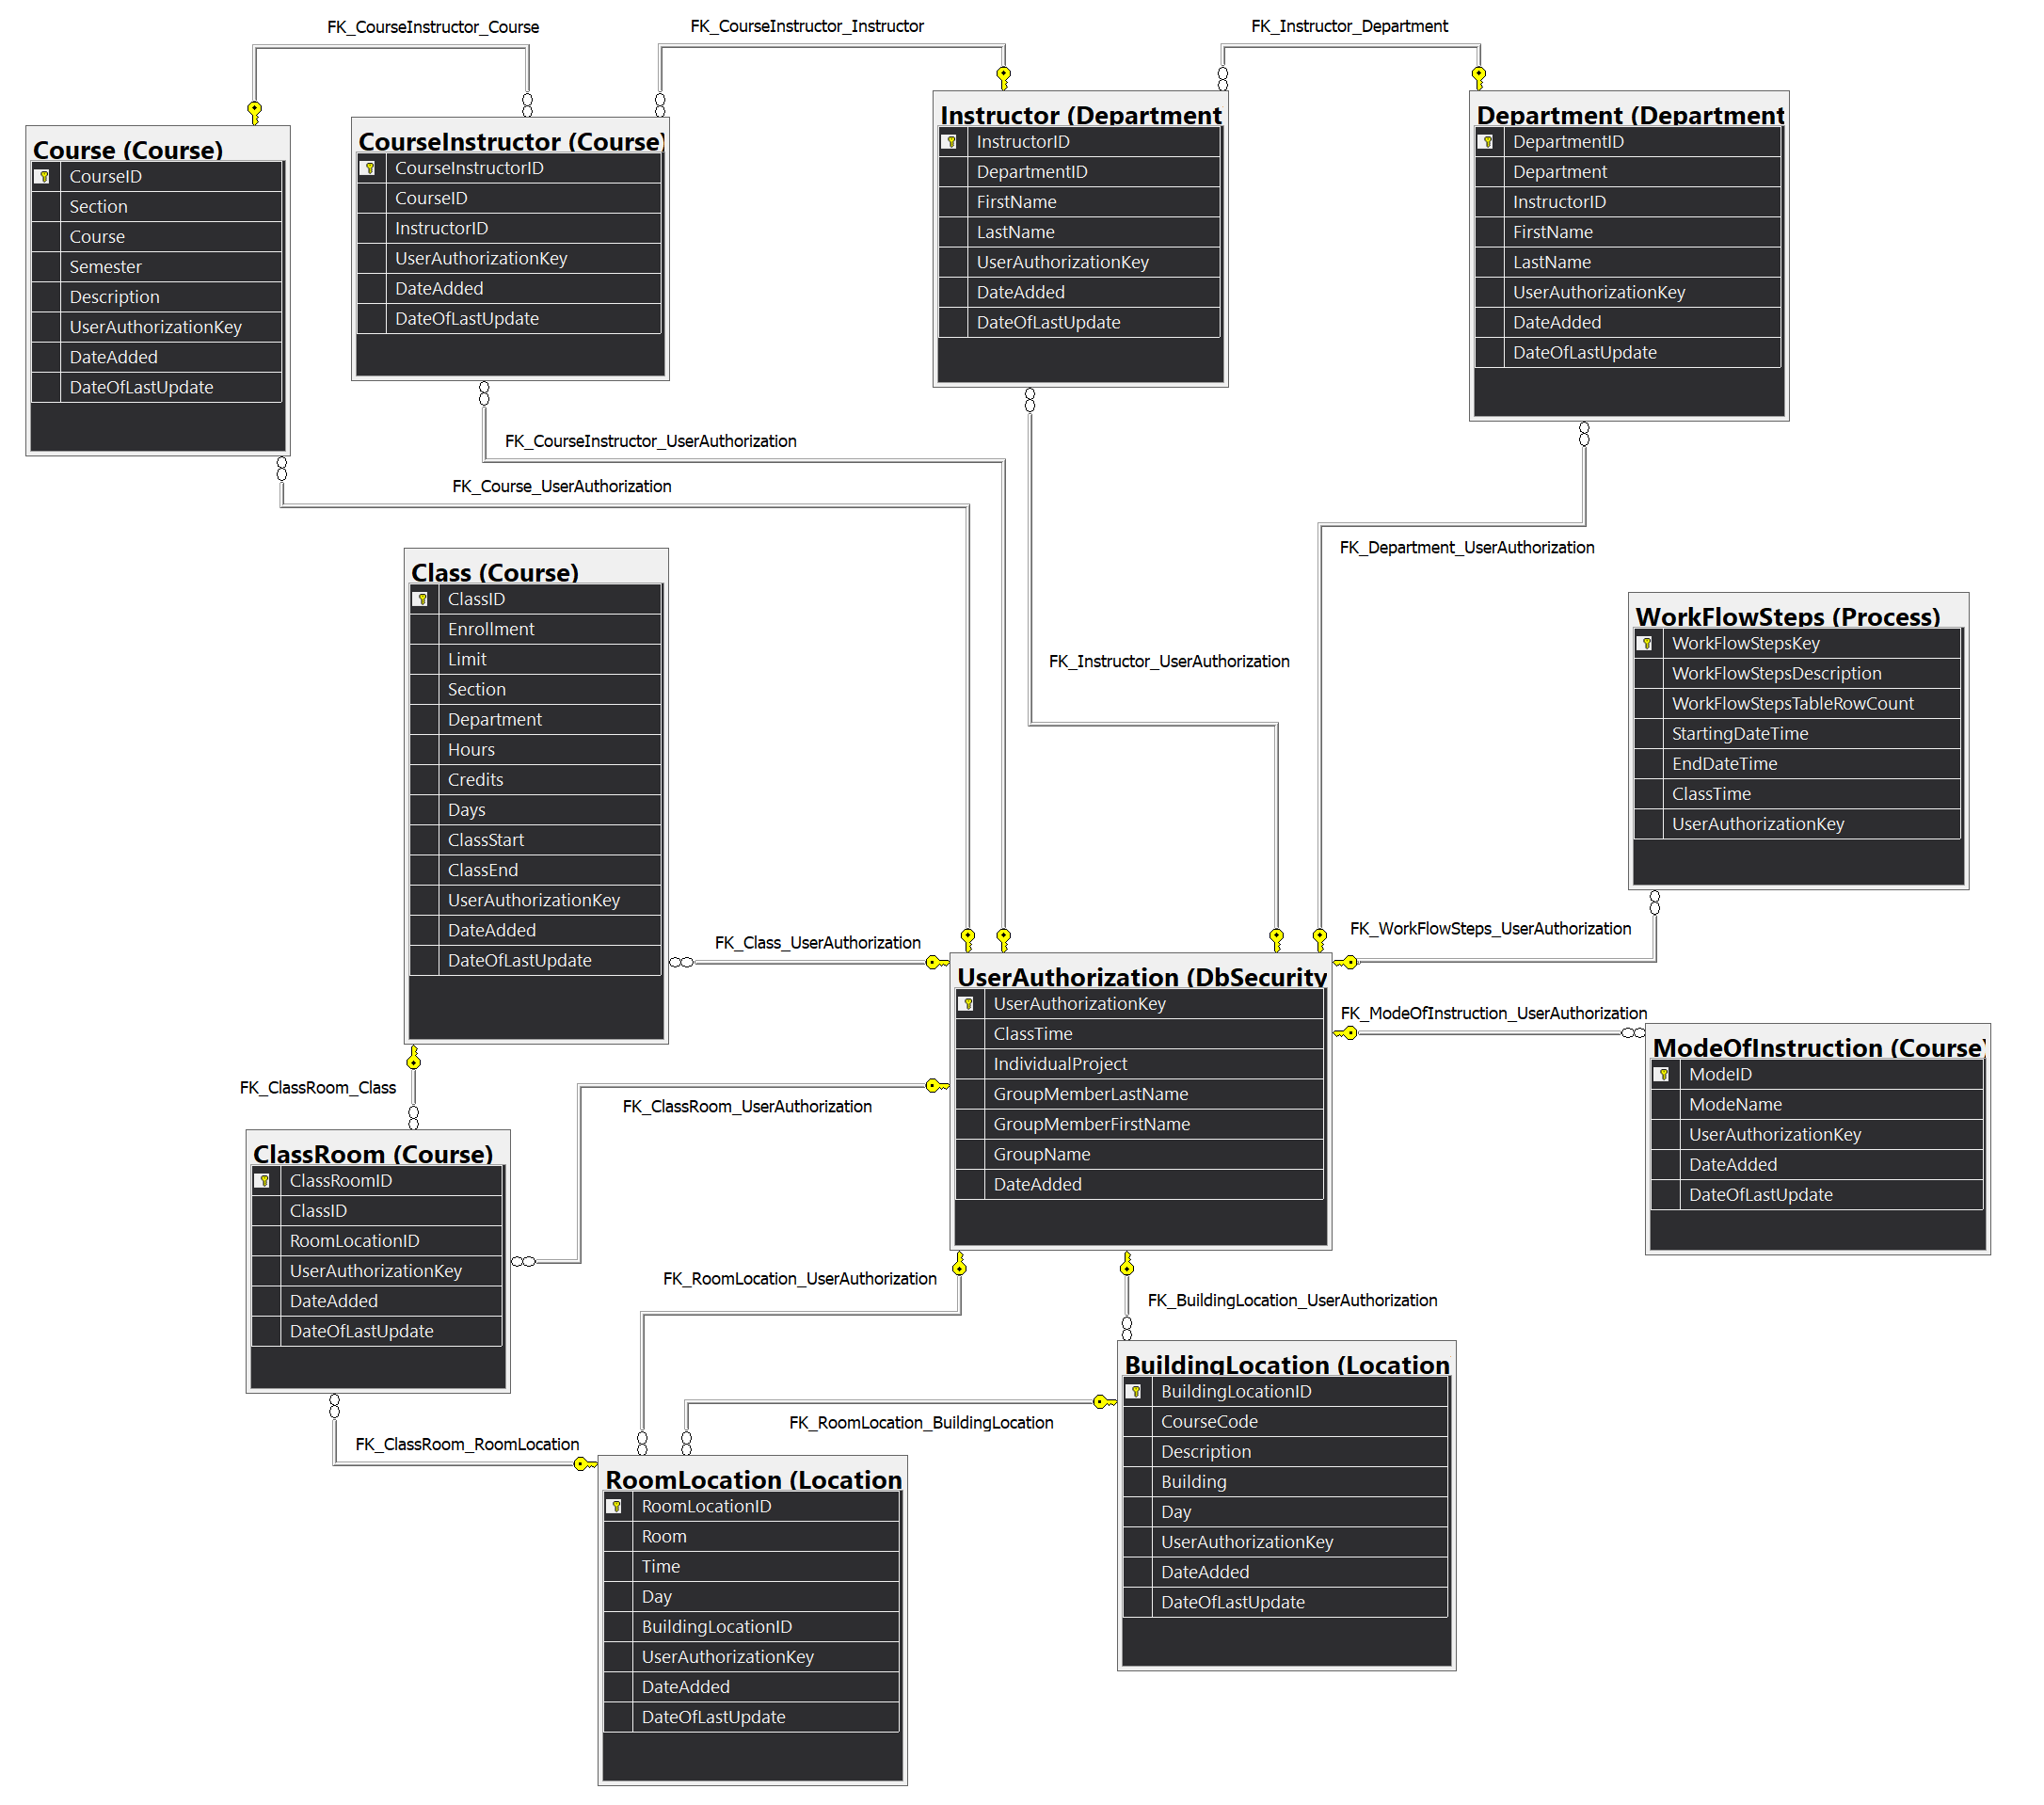 FK_CourseInstructor_Course
FK_CourseInstructor_Instructor
FK_Instructor_Department
Course (Course)
CourseID
Section
Course
Semester
Description
UserAuthorizationKey
DateAdded
DateOfLastUpdate
CourseInstructor (Course)
CourseInstructorID
CourseID
InstructorID
UserAuthorizationKey
DateAdded
DateOfLastUpdate
Instructor (Department
InstructorID
DepartmentID
FirstName
LastName
UserAuthorizationKey
DateAdded
DateOfLastUpdate
Department (Department
DepartmentID
Department
InstructorID
FirstName
LastName
UserAuthorizationKey
DateAdded
DateOfLastUpdate
FK_CourseInstructor_UserAuthorization
FK_Course_UserAuthorization
FK_Department_UserAuthorization
FK_Instructor_UserAuthorization
Class (Course)
ClassID
Enrollment
Limit
Section
Department
Hours
Credits
Days
ClassStart
ClassEnd
UserAuthorizationKey
DateAdded
DateOfLastUpdate
WorkFlowSteps (Process)
WorkFlowStepsKey
WorkFlowStepsDescription
WorkFlowStepsTableRowCount
StartingDateTime
EndDateTime
ClassTime
UserAuthorizationKey
FK_Class_UserAuthorization
FK_WorkFlowSteps_UserAuthorization
UserAuthorization (DbSecurity
UserAuthorizationKey
ClassTime
IndividualProject
GroupMemberLastName
GroupMemberFirstName
GroupName
DateAdded
FK_ModeOfInstruction_UserAuthorization
ModeOfInstruction (Course)
ModeID
ModeName
UserAuthorizationKey
DateAdded
DateOfLastUpdate
FK_ClassRoom_Class
FK_ClassRoom_UserAuthorization
ClassRoom (Course)
ClassRoomID
ClassID
RoomLocationID
UserAuthorizationKey
DateAdded
DateOfLastUpdate
FK_RoomLocation_UserAuthorization
FK_BuildingLocation_UserAuthorization
BuildingLocation (Location
BuildingLocationID
CourseCode
Description
Building
Day
UserAuthorizationKey
DateAdded
DateOfLastUpdate
FK_RoomLocation_BuildingLocation
FK_ClassRoom_RoomLocation
RoomLocation (Location
RoomLocationID
Room
Time
Day
BuildingLocationID
UserAuthorizationKey
DateAdded
DateOfLastUpdate